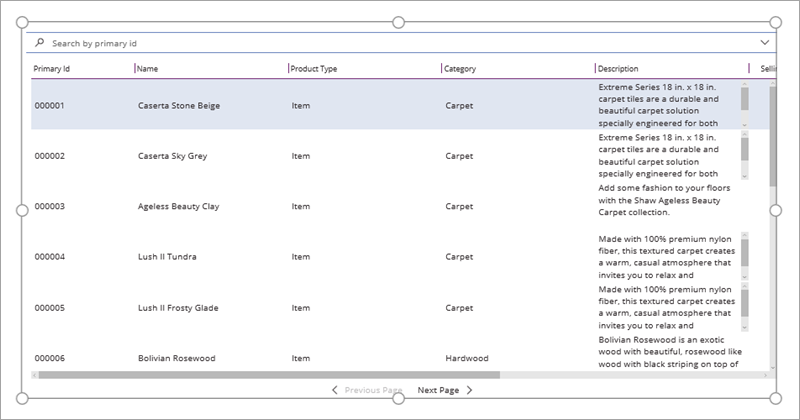 Search by primary id
Primary Id Name Product Type Category Description Sellin
000001 Caserta Stone Beige Item Carpet
Extreme Series 18 in. x 18 in.
carpet tiles are a durable and
beautiful carpet solution
specially engineered for both
000002 Caserta Sky Grey Item Carpet
Extreme Series 18 in. x 18 in.
carpet tiles are a durable and
beautiful carpet solution
specially engineered for both
000003 Ageless Beauty Clay Item Carpet
Add some fashion to your floors
with the Shaw Ageless Beauty
Carpet collection.
000004 Lush II Tundra Item Carpet
Made with 100% premium nylon
fiber, this textured carpet creates
a warm, casual atmosphere that
invites you to relax and
000005 Lush II Frosty Glade Item Carpet
Made with 100% premium nylon
fiber, this textured carpet creates
a warm, casual atmosphere that
invites you to relax and
000006 Bolivian Rosewood Item Hardwood
Bolivian Rosewood is an exotic
wood with beautiful, rosewood like
wood with black striping on top of
Previous Page Next Page